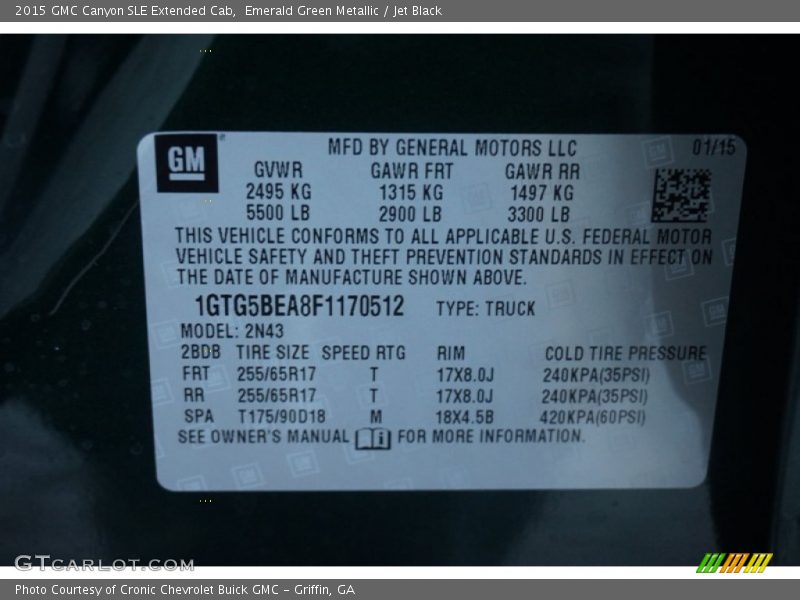 2015 GMC Canyon SLE Extended Cab, Emerald Green Metallic / Jet Black
GM
MFD BY GENERAL MOTORS LLC 01/15
GVWR GAWR FRT GAWR RR
2495 KG 1315 KG 1497 KG
5500 LB 2900 LB 3300 LB
THIS VEHICLE CONFORMS TO ALL APPLICABLE U.S. FEDERAL MOTOR
VEHICLE SAFETY AND THEFT PREVENTION STANDARDS IN EFFECT ON
THE DATE OF MANUFACTURE SHOWN ABOVE.
1GTG5BEA8F1170512 TYPE: TRUCK
MODEL: 2N43
2BDB TIRE SIZE SPEED RTG RIM COLD TIRE PRESSURE
FRT 255/65R17 T 17X8.0J 240KPA(35PSI)
RR 255/65R17 T 17X8.0J 240KPA(35PSI)
SPA T175/90D18 M 18X4.5B 420KPA(60PSI)
SEE OWNER'S MANUAL i FOR MORE INFORMATION.
GTCARLOT.COM
Photo Courtesy of Cronic Chevrolet Buick GMC - Griffin, GA